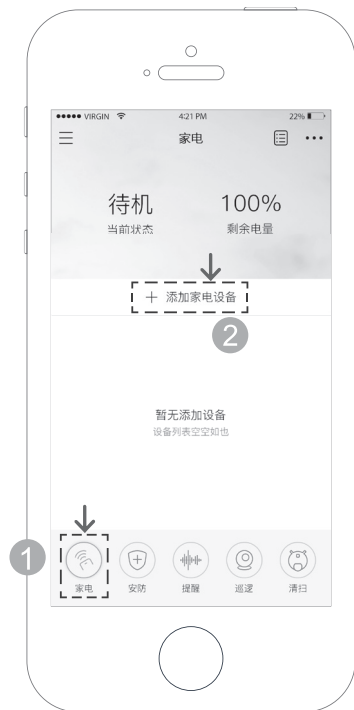 VIRGIN 4:21 PM 22%
家电
待机 100%
当前状态 剩余电量
+ 添加家电设备
2
暂无添加设备
设备列表空空如也
1
家电 安防 提醒 巡逻 清扫